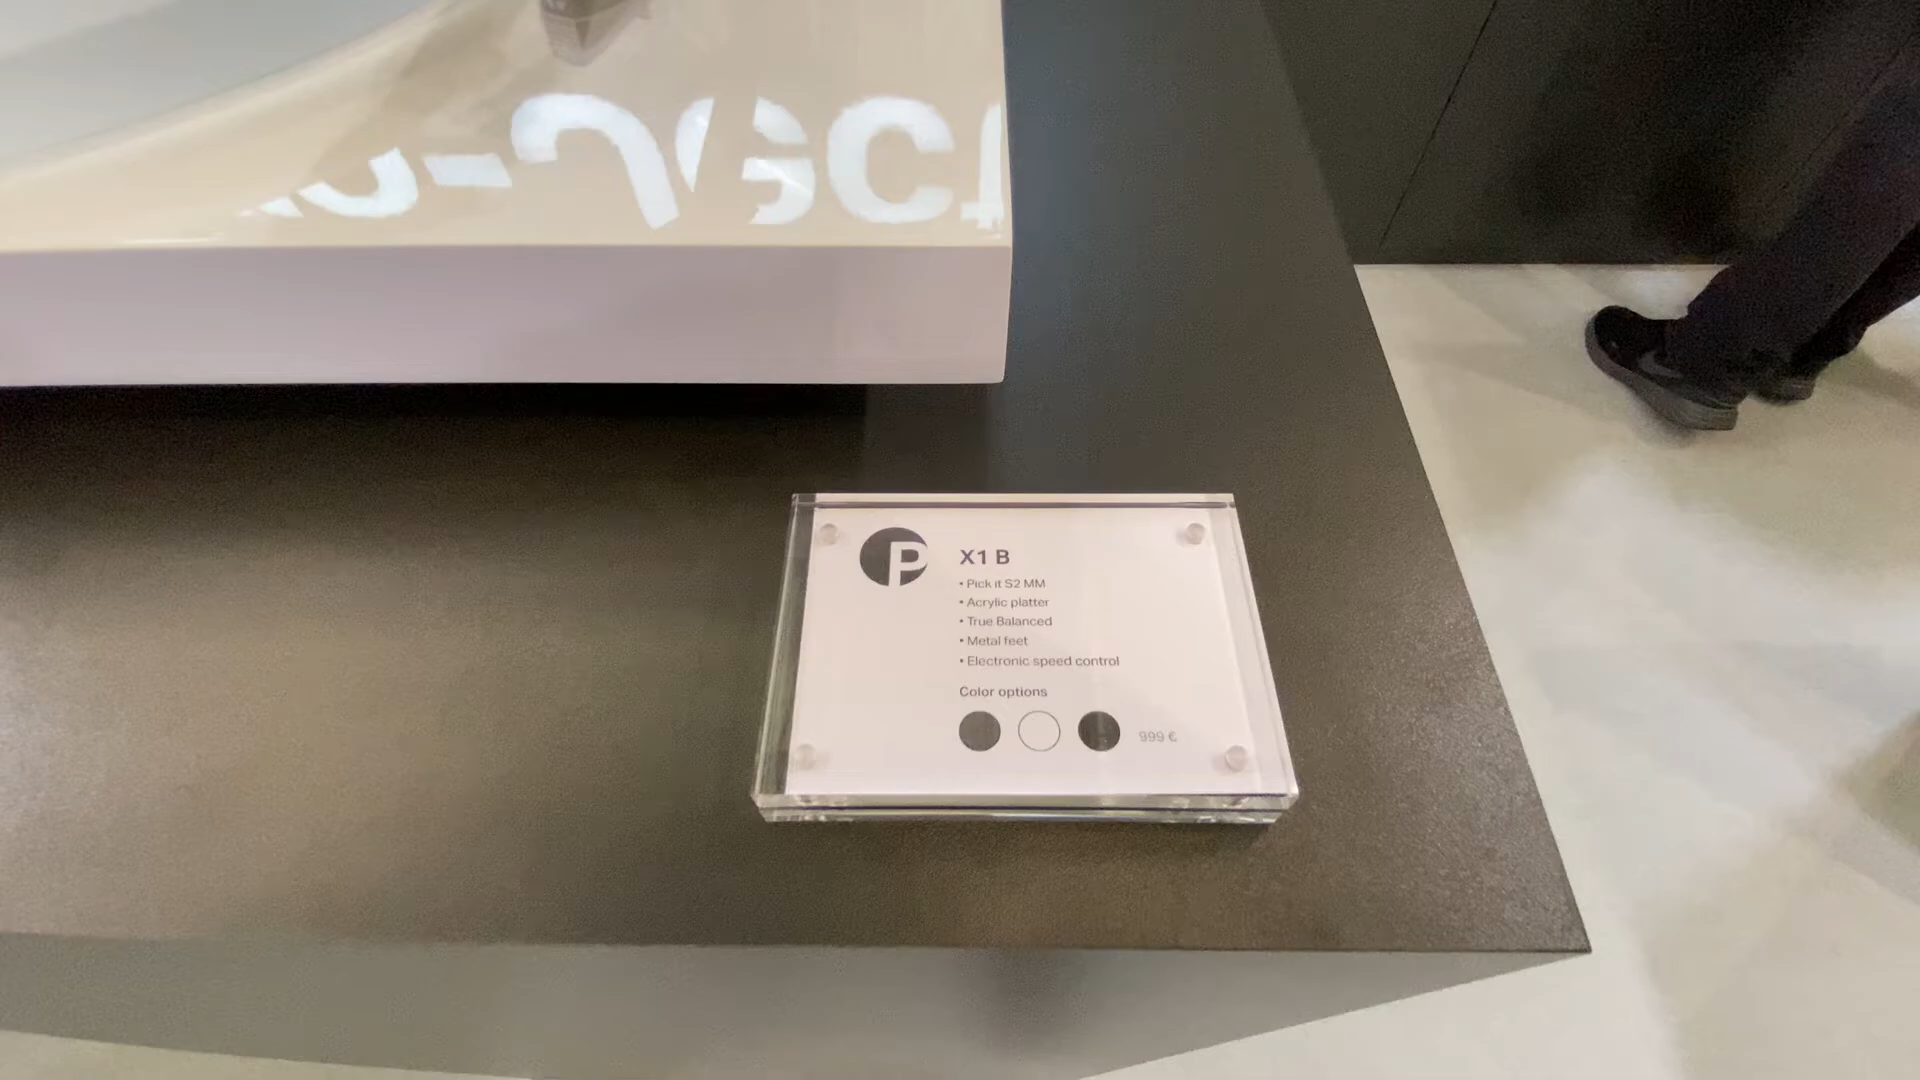 P
X1 B
• Pick it S2 MM
• Acrylic platter
• True Balanced
• Metal feet
• Electronic speed control
Color options
999 €